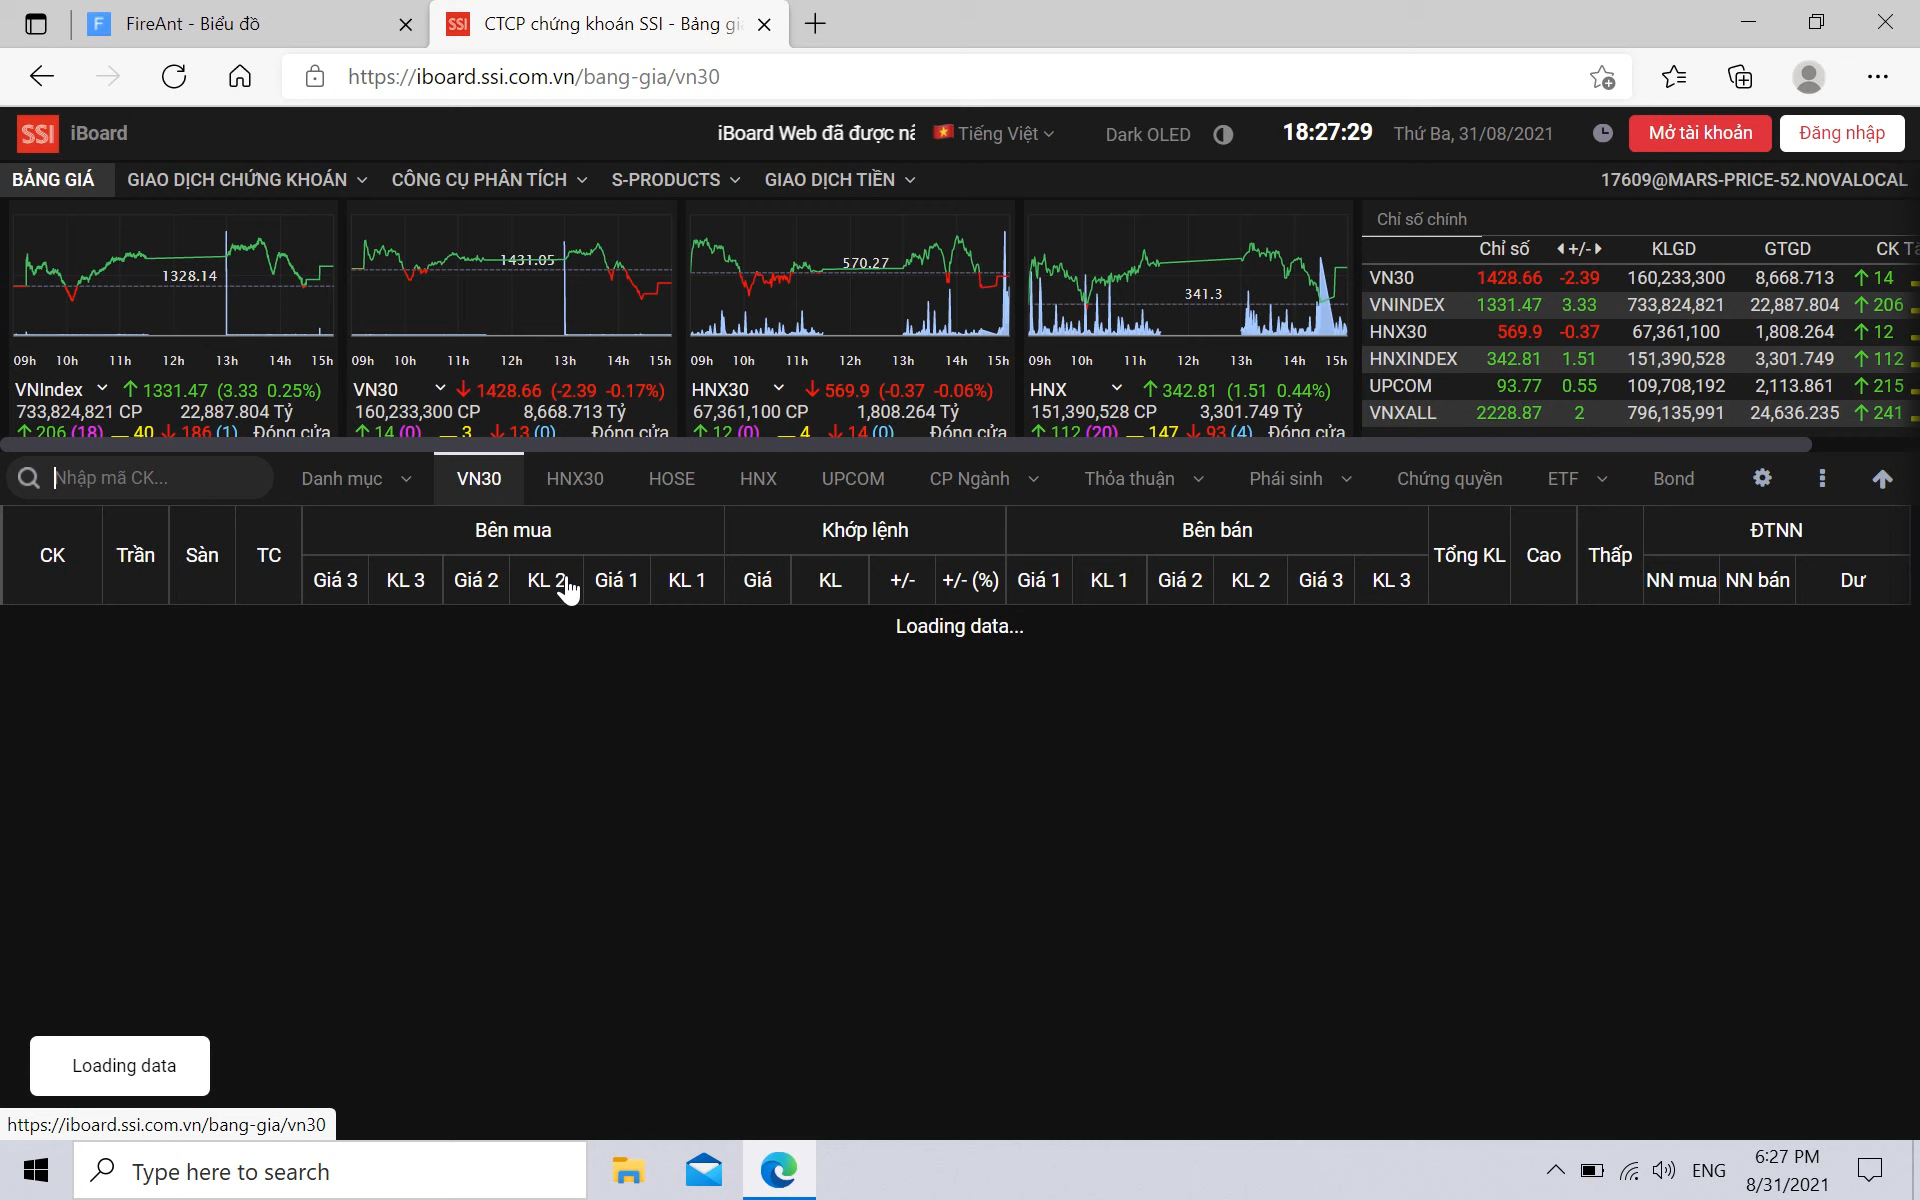 FireAnt - Biểu đồ
SSI CTCP chứng khoán SSI - Bảng gi
https://iboard.ssi.com.vn/bang-gia/vn30
SSI iBoard iBoard Web đã được Tiếng Việt Dark OLED 18:27:29 Thứ Ba, 31/08/2021 Mở tài khoản Đăng nhập
BẢNG GIÁ GIAO DỊCH CHỨNG KHOÁN CÔNG CỤ PHÂN TÍCH S-PRODUCTS GIAO DỊCH TIỀN 17609@MARS-PRICE-52.NOVALOCAL
1328.14
09h 10h 11h 12h 13h 14h 15h
VNIndex ↑ 1331.47 (3.33 0.25%)
733,824,821 CP 22,887.804 Tỷ
↑ 206 (18) 40 ↓ 186 (1) Đóng cửa
1431.05
09h 10h 11h 12h 13h 14h 15h
VN30 ↓ 1428.66 (-2.39 -0.17%)
160,233,300 CP 8,668.713 Tỷ
↑ 14 (0) 3 ↓ 13 (0) Đóng cửa
570.27
09h 10h 11h 12h 13h 14h 15h
HNX30 ↓ 569.9 (-0.37 -0.06%)
67,361,100 CP 1,808.264 Tỷ
↑ 12 (0) 4 ↓ 14 (0) Đóng cửa
341.3
09h 10h 11h 12h 13h 14h 15h
HNX ↑ 342.81 (1.51 0.44%)
151,390,528 CP 3,301.749 Tỷ
↑ 112 (20) 147 ↓ 93 (4) Đóng cửa
Chỉ số chính
Chỉ số +/- KLGD GTGD CK
VN30 1428.66 -2.39 160,233,300 8,668.713 ↑ 14
VNINDEX 1331.47 3.33 733,824,821 22,887.804 ↑ 206
HNX30 569.9 -0.37 67,361,100 1,808.264 ↑ 12
HNXINDEX 342.81 1.51 151,390,528 3,301.749 ↑ 112
UPCOM 93.77 0.55 109,708,192 2,113.861 ↑ 215
VNXALL 2228.87 2 796,135,991 24,636.235 ↑ 241
Nhập mã CK... Danh mục VN30 HNX30 HOSE HNX UPCOM CP Ngành Thỏa thuận Phái sinh Chứng quyền ETF Bond
CK Trần Sàn TC Bên mua Khớp lệnh Bên bán Tổng KL Cao Thấp ĐTNN
Giá 3 KL 3 Giá 2 KL 2 Giá 1 KL 1 Giá KL +/- +/- (%) Giá 1 KL 1 Giá 2 KL 2 Giá 3 KL 3 NN mua NN bán Dư
Loading data...
Loading data
https://iboard.ssi.com.vn/bang-gia/vn30
Type here to search
ENG
6:27 PM
8/31/2021